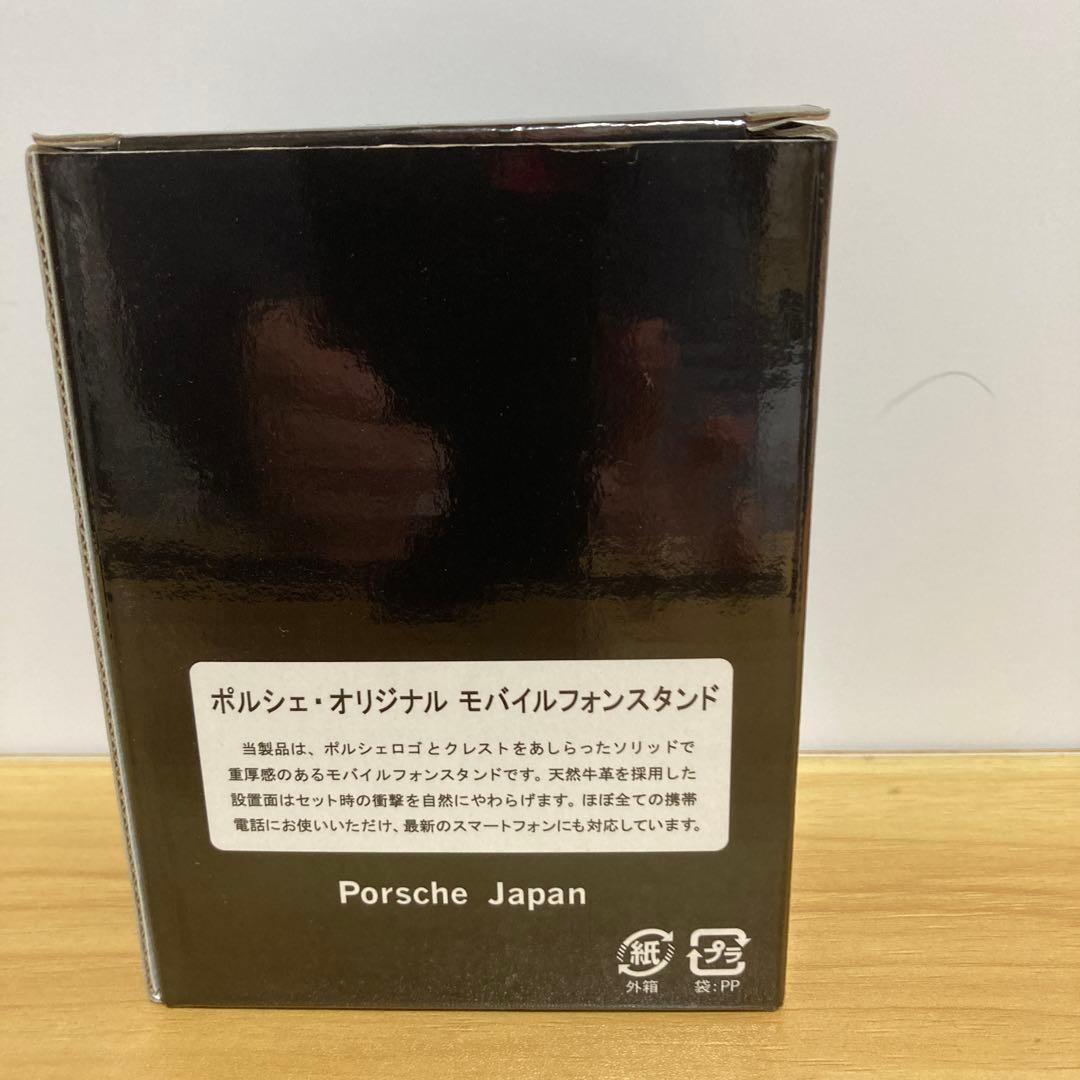 ポルシェ・オリジナル モバイルフォンスタンド
当製品は、ポルシェロゴとクレストをあしらったソリッドで
重厚感のあるモバイルフォンスタンドです。天然牛革を採用した
設置面はセット時の衝撃を自然にやわらげます。ほぼ全ての携帯
電話にお使いいただけ、最新のスマートフォンにも対応しています。
Porsche Japan
紙 プラ
外箱 袋:PP